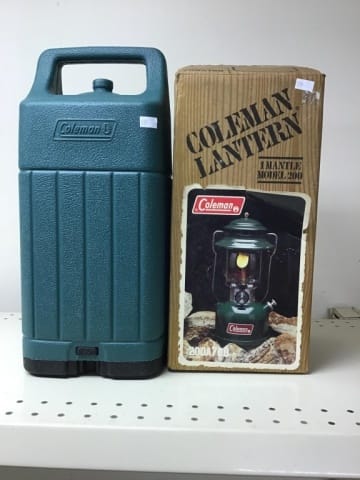 Coleman
COLEMAN
LANTERN
1 MANTLE
MODEL 200
Coleman
Coleman
200A700